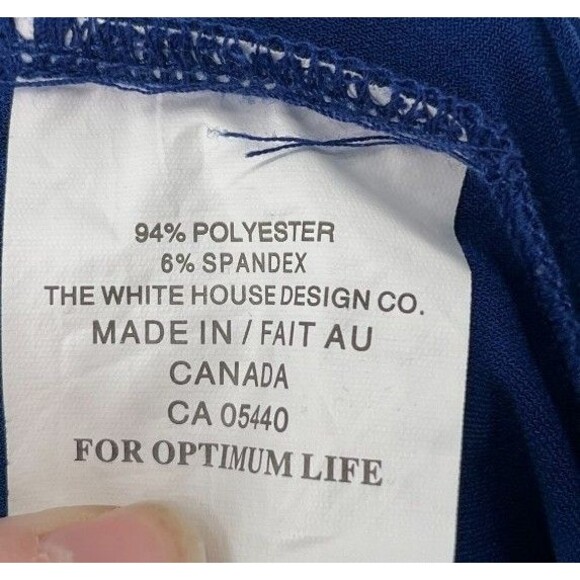 94% POLYESTER
6% SPANDEX
THE WHITE HOUSE DESIGN CO.
MADE IN / FAIT AU
CANADA
CA 05440
FOR OPTIMUM LIFE